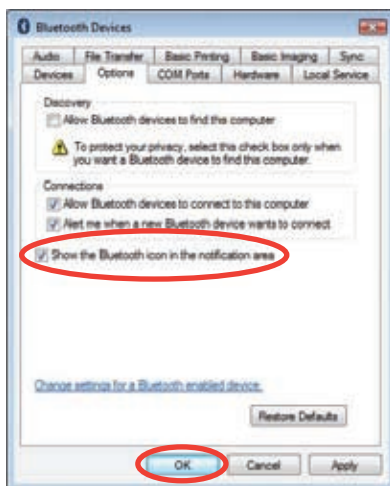 Bluetooth Devices
Audio File Transfer Basic Printing Basic Imaging Sync
Devices Options COM Ports Hardware Local Service
Discovery
Allow Bluetooth devices to find this computer
To protect your privacy, select this check box only when
you want a Bluetooth device to find this computer.
Connections
Allow Bluetooth devices to connect to this computer
Alert me when a new Bluetooth device wants to connect
Show the Bluetooth icon in the notification area
Change settings for a Bluetooth enabled device.
Restore Defaults
OK Cancel Apply